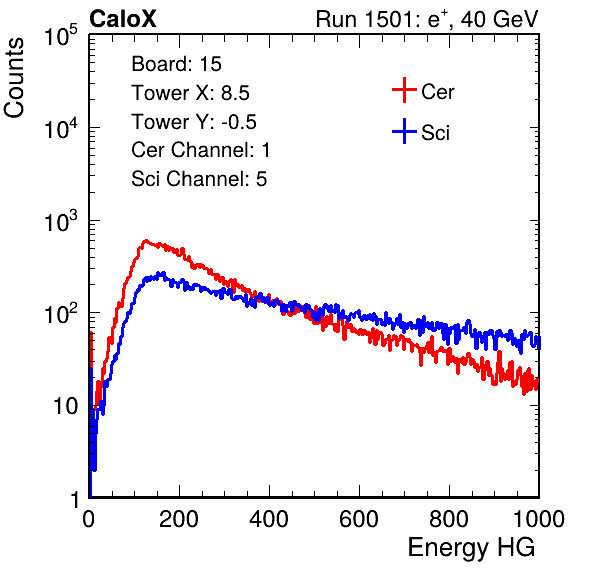 CaloX Run 1501: e⁺, 40 GeV
Counts
10⁵
10⁴
10³
10²
10
1
Board: 15
Tower X: 8.5
Tower Y: -0.5
Cer Channel: 1
Sci Channel: 5
Cer
Sci
0 200 400 600 800 1000
Energy HG